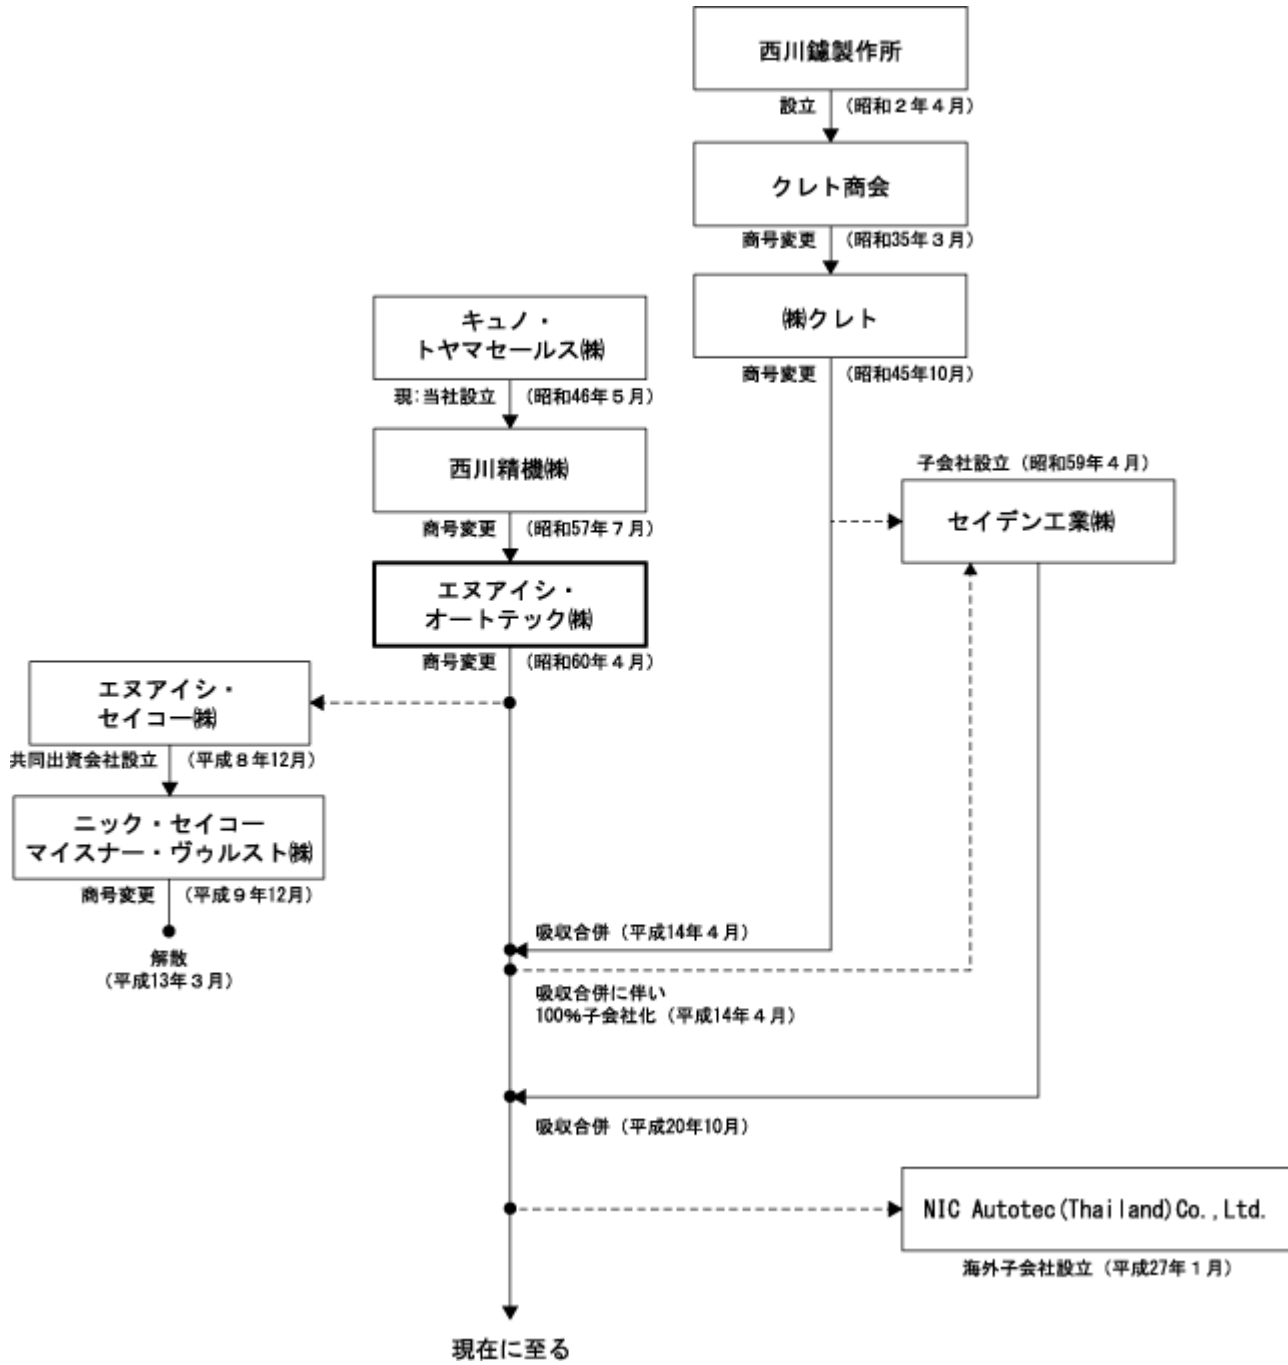 西川鑢製作所
設立 (昭和2年4月)
クレト商会
商号変更 (昭和35年3月)
㈱クレト
商号変更 (昭和45年10月)
キュノ・
トヤマセールス㈱
現:当社設立 (昭和46年5月)
西川精機㈱
商号変更 (昭和57年7月)
子会社設立 (昭和59年4月)
セイデン工業㈱
エヌアイシ・
オートテック㈱
商号変更 (昭和60年4月)
エヌアイシ・
セイコー㈱
共同出資会社設立 (平成8年12月)
ニック・セイコー
マイスナー・ヴゥルスト㈱
商号変更 (平成9年12月)
解散
(平成13年3月)
吸収合併 (平成14年4月)
吸収合併に伴い
100%子会社化 (平成14年4月)
吸収合併 (平成20年10月)
NIC Autotec(Thailand)Co.,Ltd.
海外子会社設立 (平成27年1月)
現在に至る